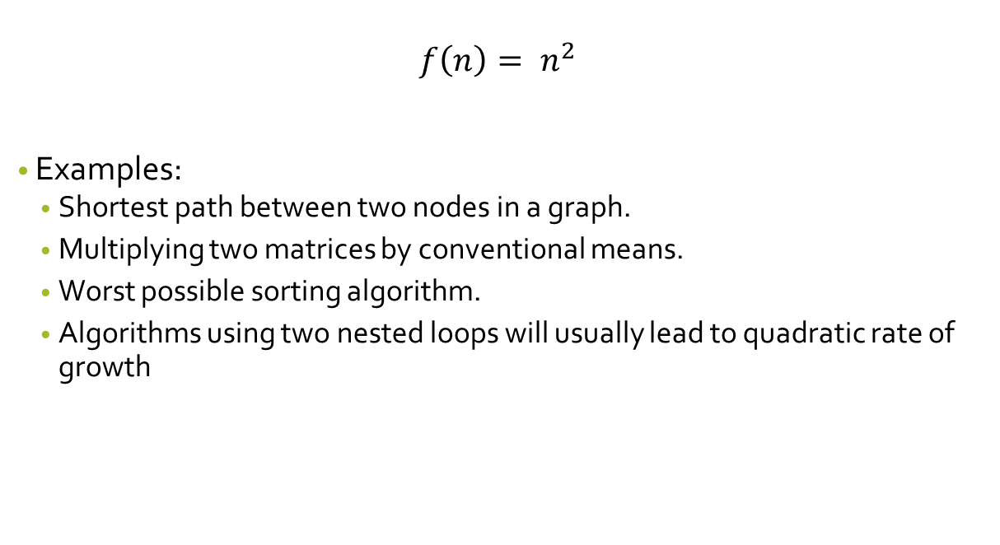 f(n) = n²
• Examples:
• Shortest path between two nodes in a graph.
• Multiplying two matrices by conventional means.
• Worst possible sorting algorithm.
• Algorithms using two nested loops will usually lead to quadratic rate of
growth